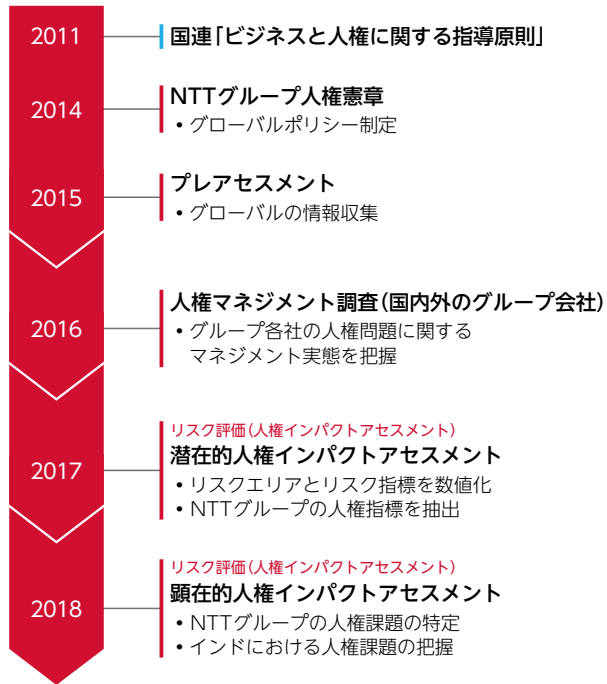 2011
国連「ビジネスと人権に関する指導原則」
2014
NTTグループ人権憲章
・グローバルポリシー制定
2015
プレアセスメント
・グローバルの情報収集
2016
人権マネジメント調査(国内外のグループ会社)
・グループ各社の人権問題に関する
マネジメント実態を把握
2017
リスク評価(人権インパクトアセスメント)
潜在的人権インパクトアセスメント
・リスクエリアとリスク指標を数値化
・NTTグループの人権指標を抽出
2018
リスク評価(人権インパクトアセスメント)
顕在的人権インパクトアセスメント
・NTTグループの人権課題の特定
・インドにおける人権課題の把握